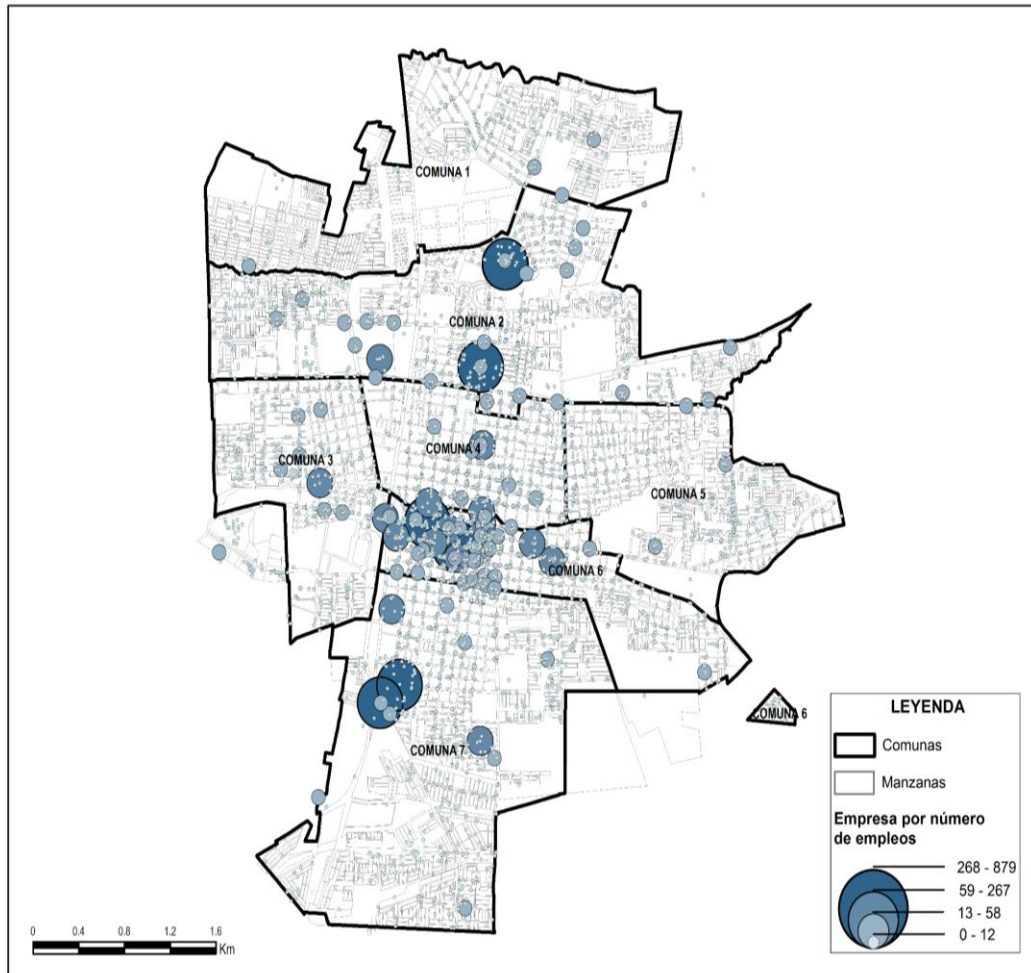 COMUNA 1
COMUNA 2
COMUNA 4
COMUNA 3
COMUNA 5
COMUNA 6
COMUNA 6
COMUNA 7
LEYENDA
Comunas
Manzanas
Empresa por número
de empleos
268 - 879
59 - 267
13 - 58
0 - 12
0 0.4 0.8 1.2 1.6
Km